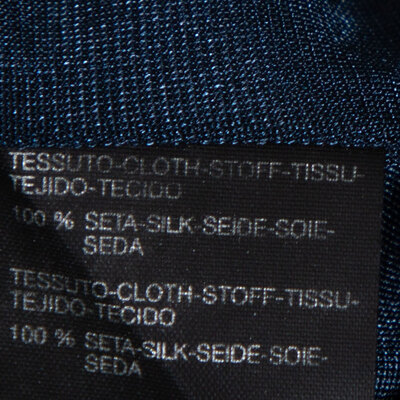 TESSUTO-CLOTH-STOFF-TISSU-
TEJIDO-TECIDO
100 % SETA-SILK-SEIDE-SOIE-
SEDA
TESSUTO-CLOTH-STOFF-TISSU-
TEJIDO-TECIDO
100 % SETA-SILK-SEIDE-SOIE-
SEDA